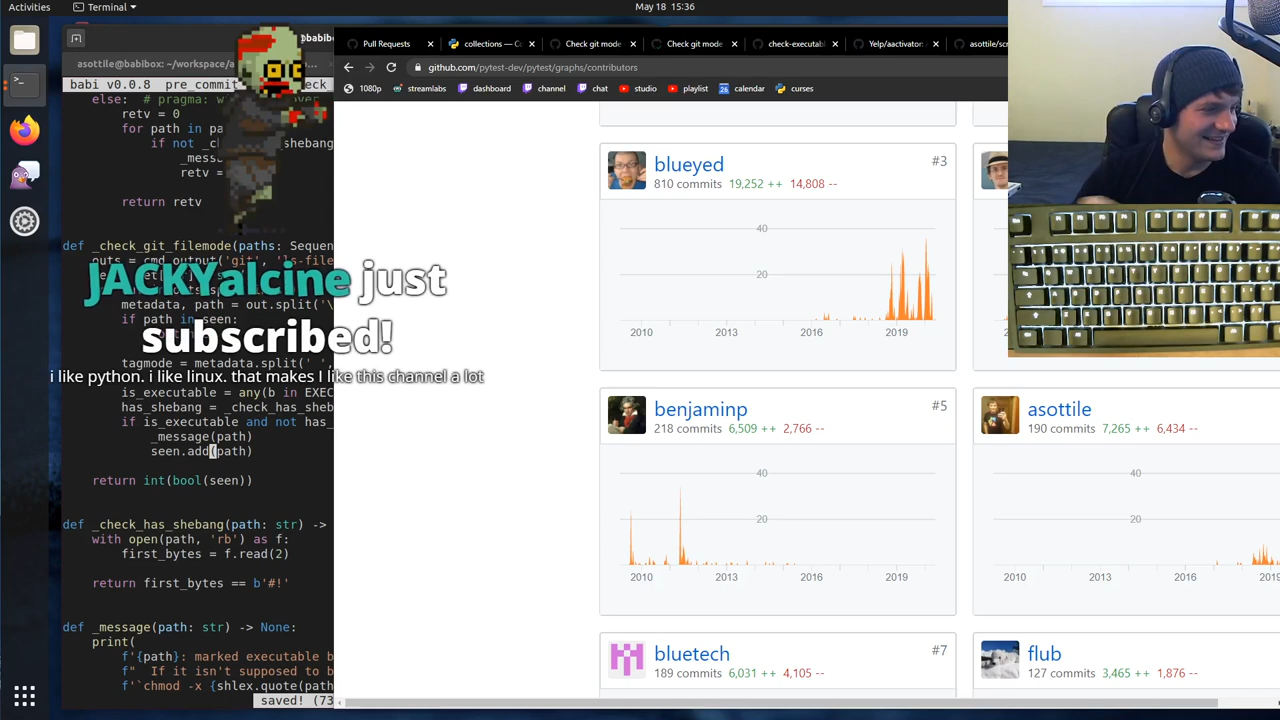 Activities
Terminal
May 18 15:36
asottile@babibox: ~/workspace/a
babi v0.0.8 pre_commit
else: # pragma:
retv = 0
for path in pa
if not _c
_messa
retv =
return retv
def _check_git_filemode(paths: Sequen
outs = cmd_output('git', 'ls-file
metadata, path = out.split('\
if path in seen:
tagmode = metadata.split(' ',
is_executable = any(b in EXEC
has_shebang = _check_has_sheb
if is_executable and not has_
_message(path)
seen.add(path)
return int(bool(seen))
def _check_has_shebang(path: str) ->
with open(path, 'rb') as f:
first_bytes = f.read(2)
return first_bytes == b'#!'
def _message(path: str) -> None:
print(
f'{path}: marked executable b
f" If it isn't supposed to b
f'`chmod -x {shlex.quote(path
saved! (73
JACKYalcine just
subscribed!
i like python. i like linux. that makes I like this channel a lot
Pull Requests
collections — Co
Check git mode
Check git mode
check-executabl
Yelp/aactivator:
asottile/scr
github.com/pytest-dev/pytest/graphs/contributors
1080p
streamlabs
dashboard
channel
chat
studio
playlist
26
calendar
curses
blueyed
#3
810 commits 19,252 ++ 14,808 --
40
20
2010 2013 2016 2019
benjaminp
#5
218 commits 6,509 ++ 2,766 --
40
20
2010 2013 2016 2019
asottile
190 commits 7,265 ++ 6,434 --
40
20
2010 2013 2016 2019
bluetech
#7
189 commits 6,031 ++ 4,105 --
flub
127 commits 3,465 ++ 1,876 --